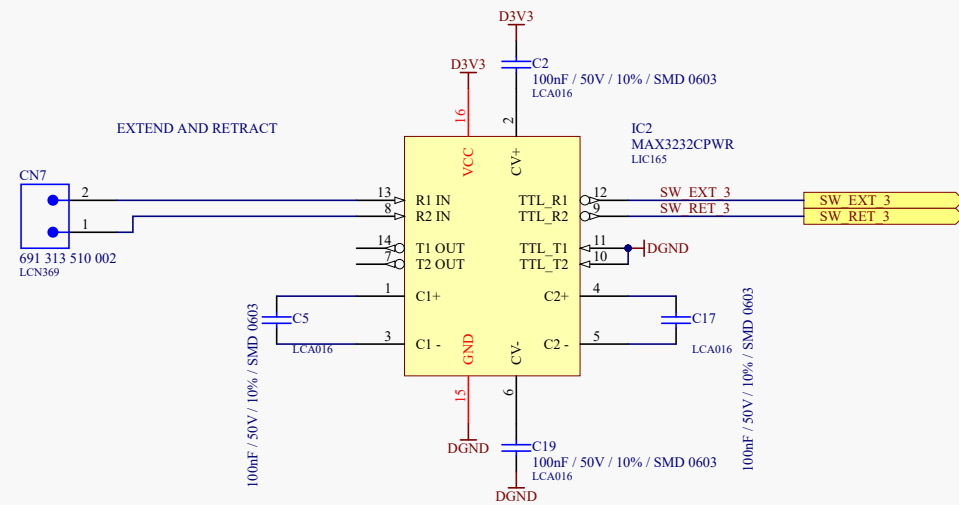 D3V3
C2
100nF / 50V / 10% / SMD 0603
LCA016
D3V3
16
2
EXTEND AND RETRACT
IC2
MAX3232CPWR
LIC165
VCC
CV+
CN7
2
1
691 313 510 002
LCN369
13
8
R1 IN
R2 IN
TTL_R1
TTL_R2
12
9
SW_EXT_3
SW_RET_3
SW_EXT_3
SW_RET_3
14
7
T1 OUT
T2 OUT
TTL_T1
TTL_T2
11
10
DGND
1
C1+
C2+
4
C5
LCA016
100nF / 50V / 10% / SMD 0603
3
C1 -
C2 -
5
C17
LCA016
100nF / 50V / 10% / SMD 0603
GND
CV-
15
6
DGND
C19
100nF / 50V / 10% / SMD 0603
LCA016
DGND